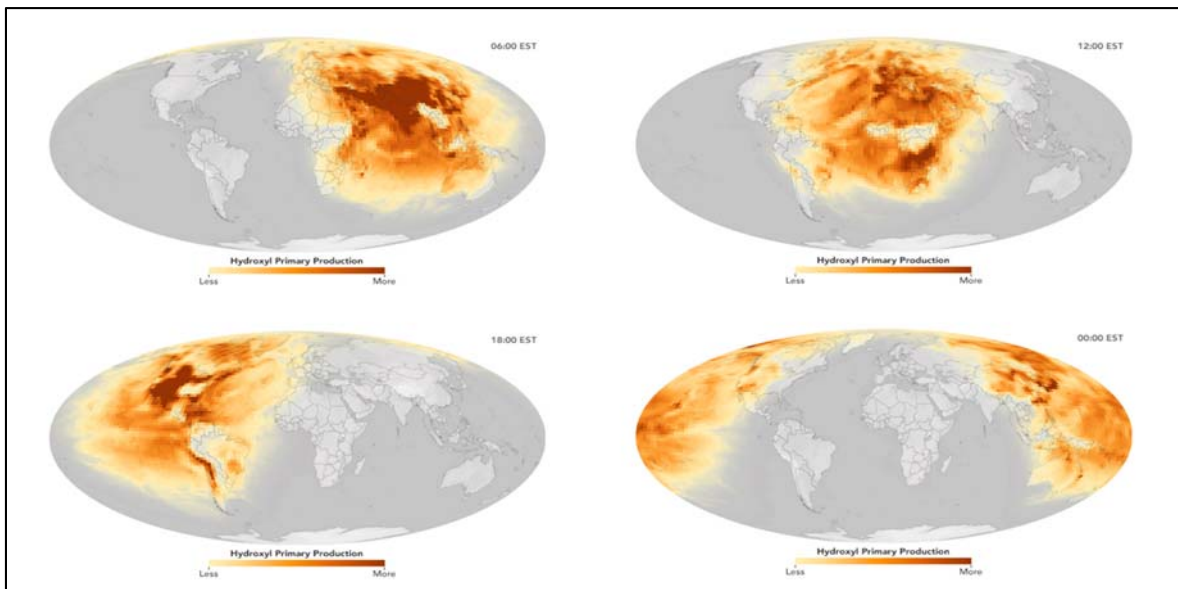 06:00 EST
Hydroxyl Primary Production
Less More
12:00 EST
Hydroxyl Primary Production
Less More
18:00 EST
Hydroxyl Primary Production
Less More
00:00 EST
Hydroxyl Primary Production
Less More